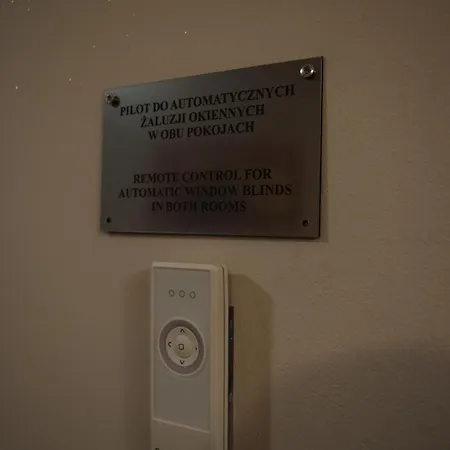 PILOT DO AUTOMATYCZNYCH
ŻALUZJI OKIENNYCH
W OBU POKOJACH
REMOTE CONTROL FOR
AUTOMATIC WINDOW BLINDS
IN BOTH ROOMS